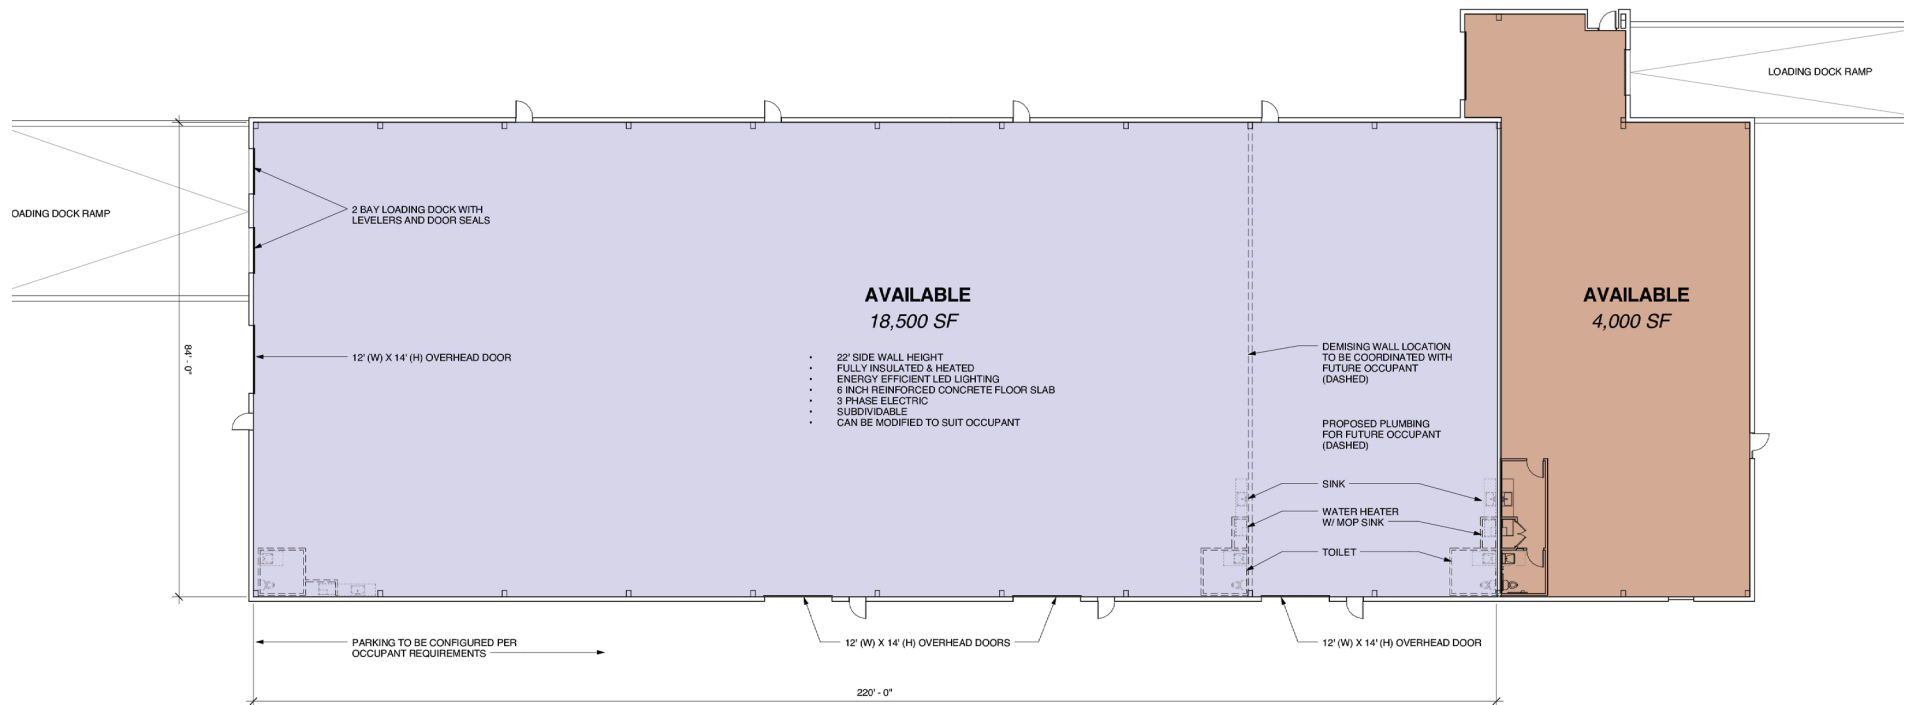 LOADING DOCK RAMP
OADING DOCK RAMP
2 BAY LOADING DOCK WITH
LEVELERS AND DOOR SEALS
84' - 0"
12' (W) X 14' (H) OVERHEAD DOOR
AVAILABLE
18,500 SF
• 22' SIDE WALL HEIGHT
• FULLY INSULATED & HEATED
• ENERGY EFFICIENT LED LIGHTING
• 6 INCH REINFORCED CONCRETE FLOOR SLAB
• 3 PHASE ELECTRIC
• SUBDIVIDABLE
• CAN BE MODIFIED TO SUIT OCCUPANT
AVAILABLE
4,000 SF
DEMISING WALL LOCATION
TO BE COORDINATED WITH
FUTURE OCCUPANT
(DASHED)
PROPOSED PLUMBING
FOR FUTURE OCCUPANT
(DASHED)
SINK
WATER HEATER
W/ MOP SINK
TOILET
PARKING TO BE CONFIGURED PER
OCCUPANT REQUIREMENTS
12' (W) X 14' (H) OVERHEAD DOORS
12' (W) X 14' (H) OVERHEAD DOOR
220' - 0"